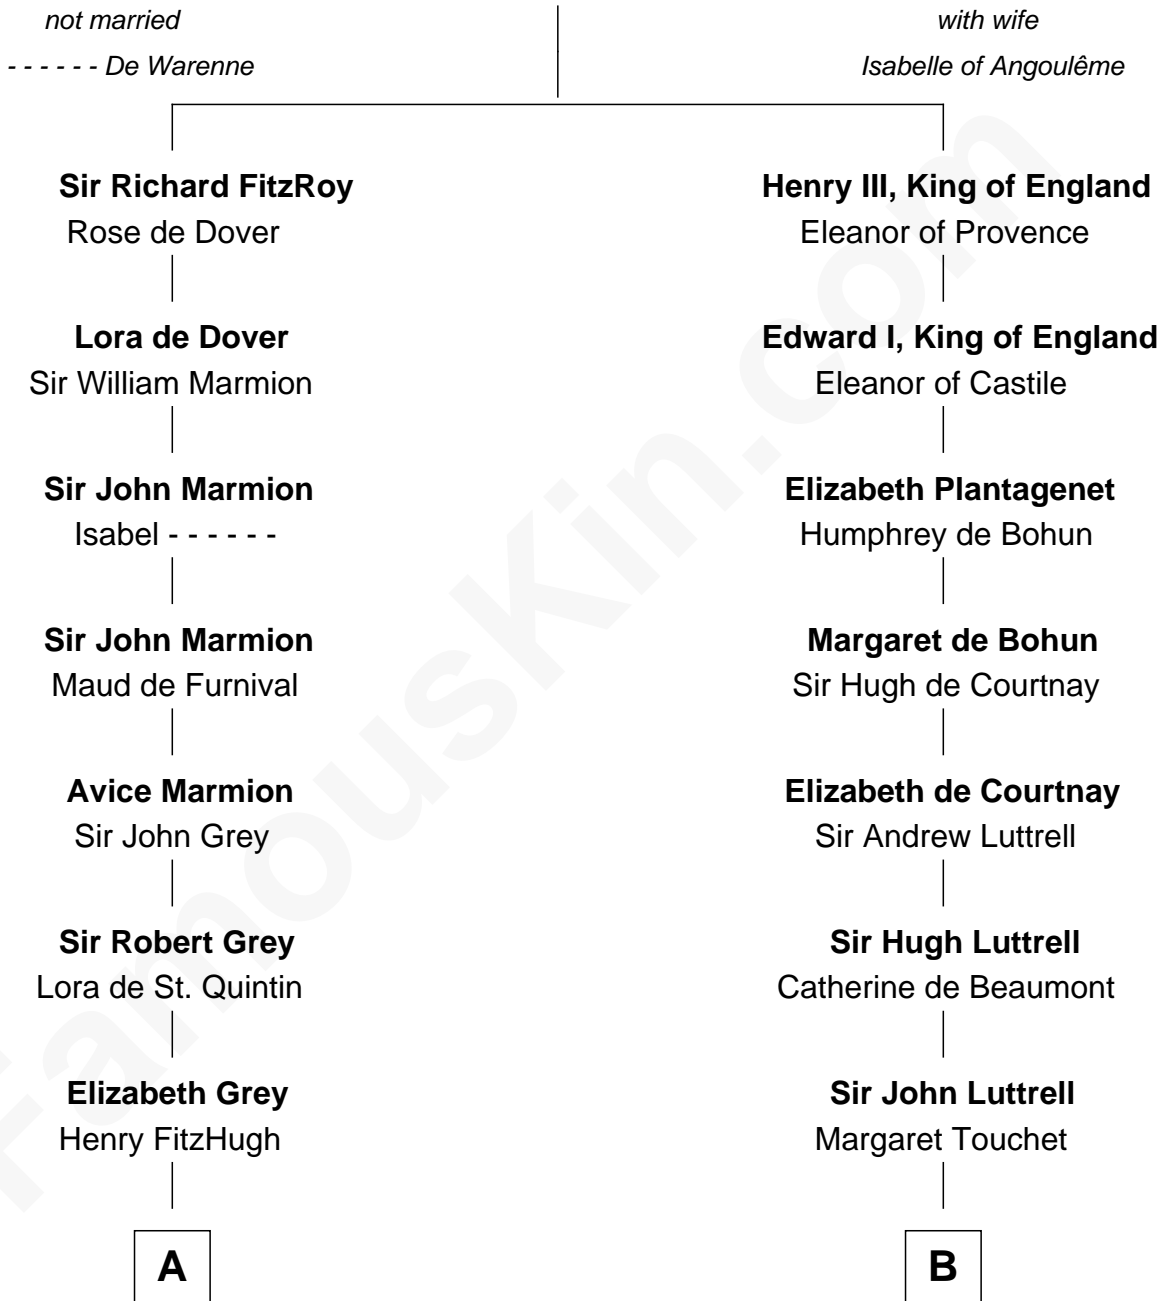 not married
- - - - - - De Warenne
with wife
Isabelle of Angoulême
Sir Richard FitzRoy
Rose de Dover
Lora de Dover
Sir William Marmion
Sir John Marmion
Isabel - - - - - -
Sir John Marmion
Maud de Furnival
Avice Marmion
Sir John Grey
Sir Robert Grey
Lora de St. Quintin
Elizabeth Grey
Henry FitzHugh
A
Henry III, King of England
Eleanor of Provence
Edward I, King of England
Eleanor of Castile
Elizabeth Plantagenet
Humphrey de Bohun
Margaret de Bohun
Sir Hugh de Courtnay
Elizabeth de Courtnay
Sir Andrew Luttrell
Sir Hugh Luttrell
Catherine de Beaumont
Sir John Luttrell
Margaret Touchet
B
FamousKin.com